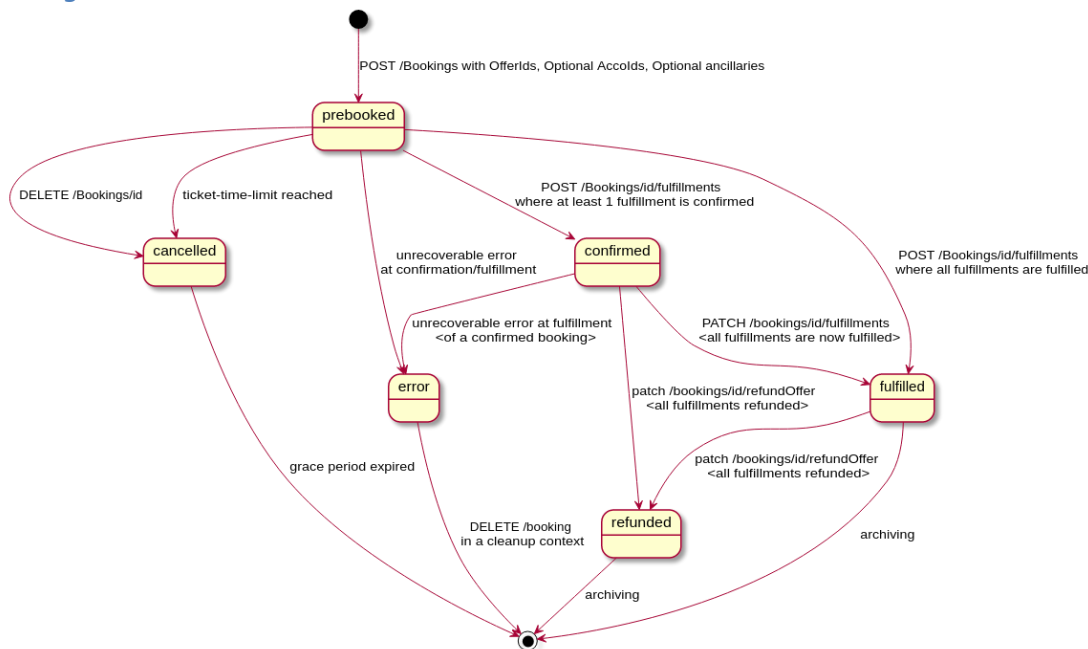 POST /Bookings with OfferIds, Optional AccoIds, Optional ancillaries
prebooked
DELETE /Bookings/id
ticket-time-limit reached
POST /Bookings/id/fulfillments
where at least 1 fulfillment is confirmed
cancelled
confirmed
unrecoverable error
at confirmation/fulfillment
POST /Bookings/id/fulfillments
where all fulfillments are fulfilled
unrecoverable error at fulfillment
<of a confirmed booking>
PATCH /bookings/id/fulfillments
<all fulfillments are now fulfilled>
error
fulfilled
patch /bookings/id/refundOffer
<all fulfillments refunded>
patch /bookings/id/refundOffer
<all fulfillments refunded>
grace period expired
refunded
DELETE /booking
in a cleanup context
archiving
archiving